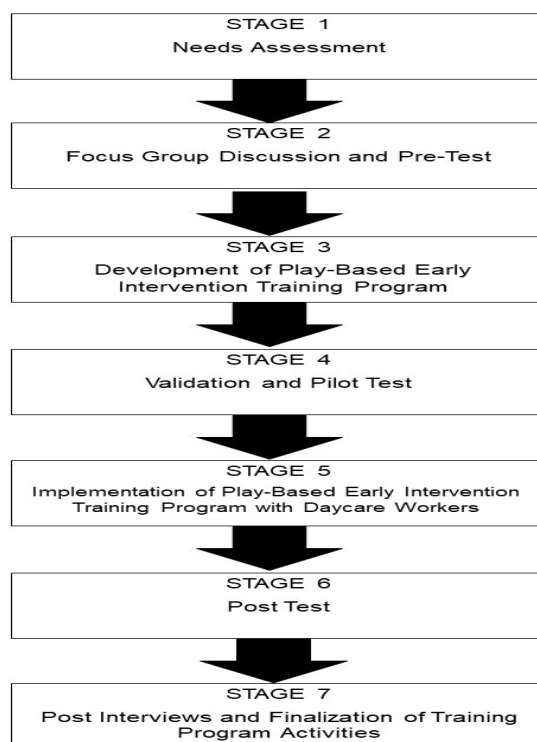 STAGE 1
Needs Assessment
STAGE 2
Focus Group Discussion and Pre-Test
STAGE 3
Development of Play-Based Early
Intervention Training Program
STAGE 4
Validation and Pilot Test
STAGE 5
Implementation of Play-Based Early Intervention
Training Program with Daycare Workers
STAGE 6
Post Test
STAGE 7
Post Interviews and Finalization of Training
Program Activities